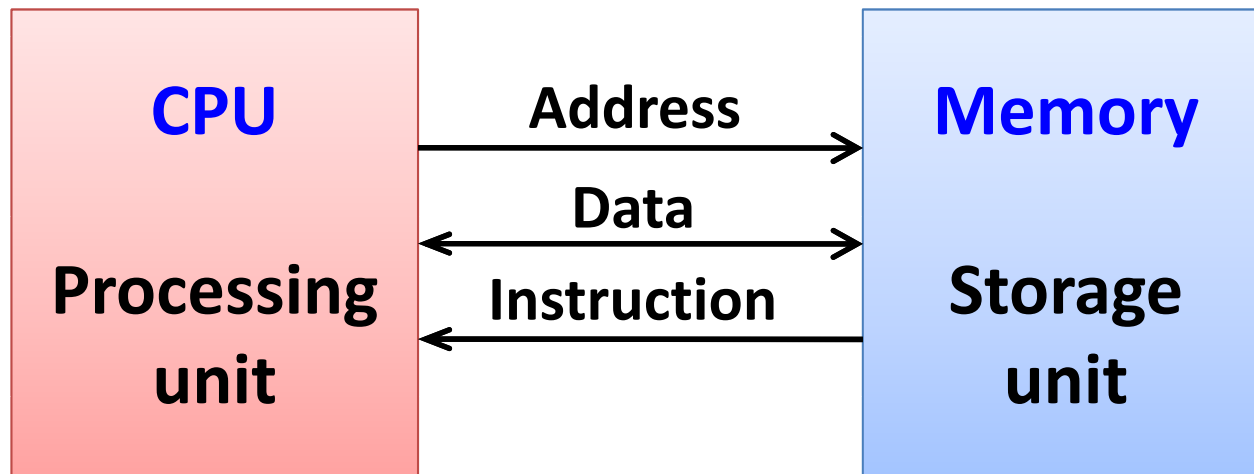 CPU
Processing
unit
Address
Data
Instruction
Memory
Storage
unit